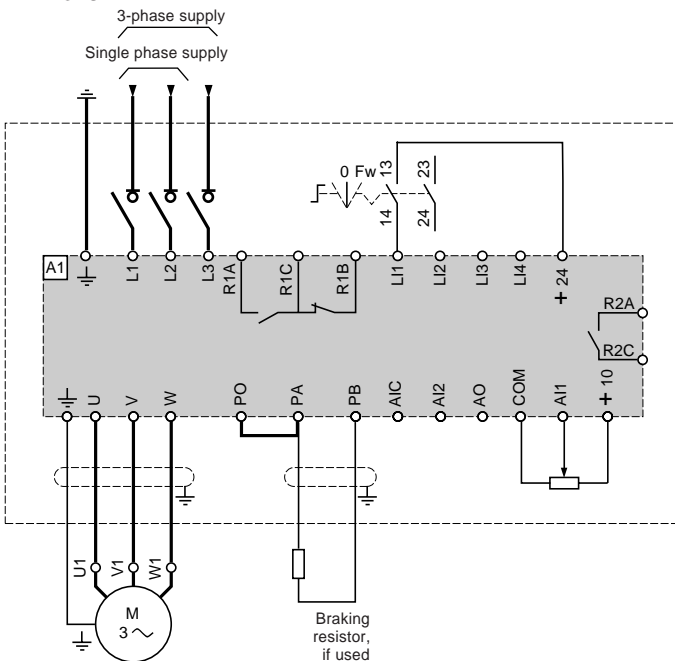 3-phase supply
Single phase supply
0 Fw
13
23
14
24
A1
L1
L2
L3
R1A
R1C
R1B
LI1
LI2
LI3
LI4
+ 24
R2A
R2C
U
V
W
PO
PA
PB
AIC
AI2
AO
COM
AI1
+ 10
U1
V1
W1
M
3
Braking
resistor,
if used